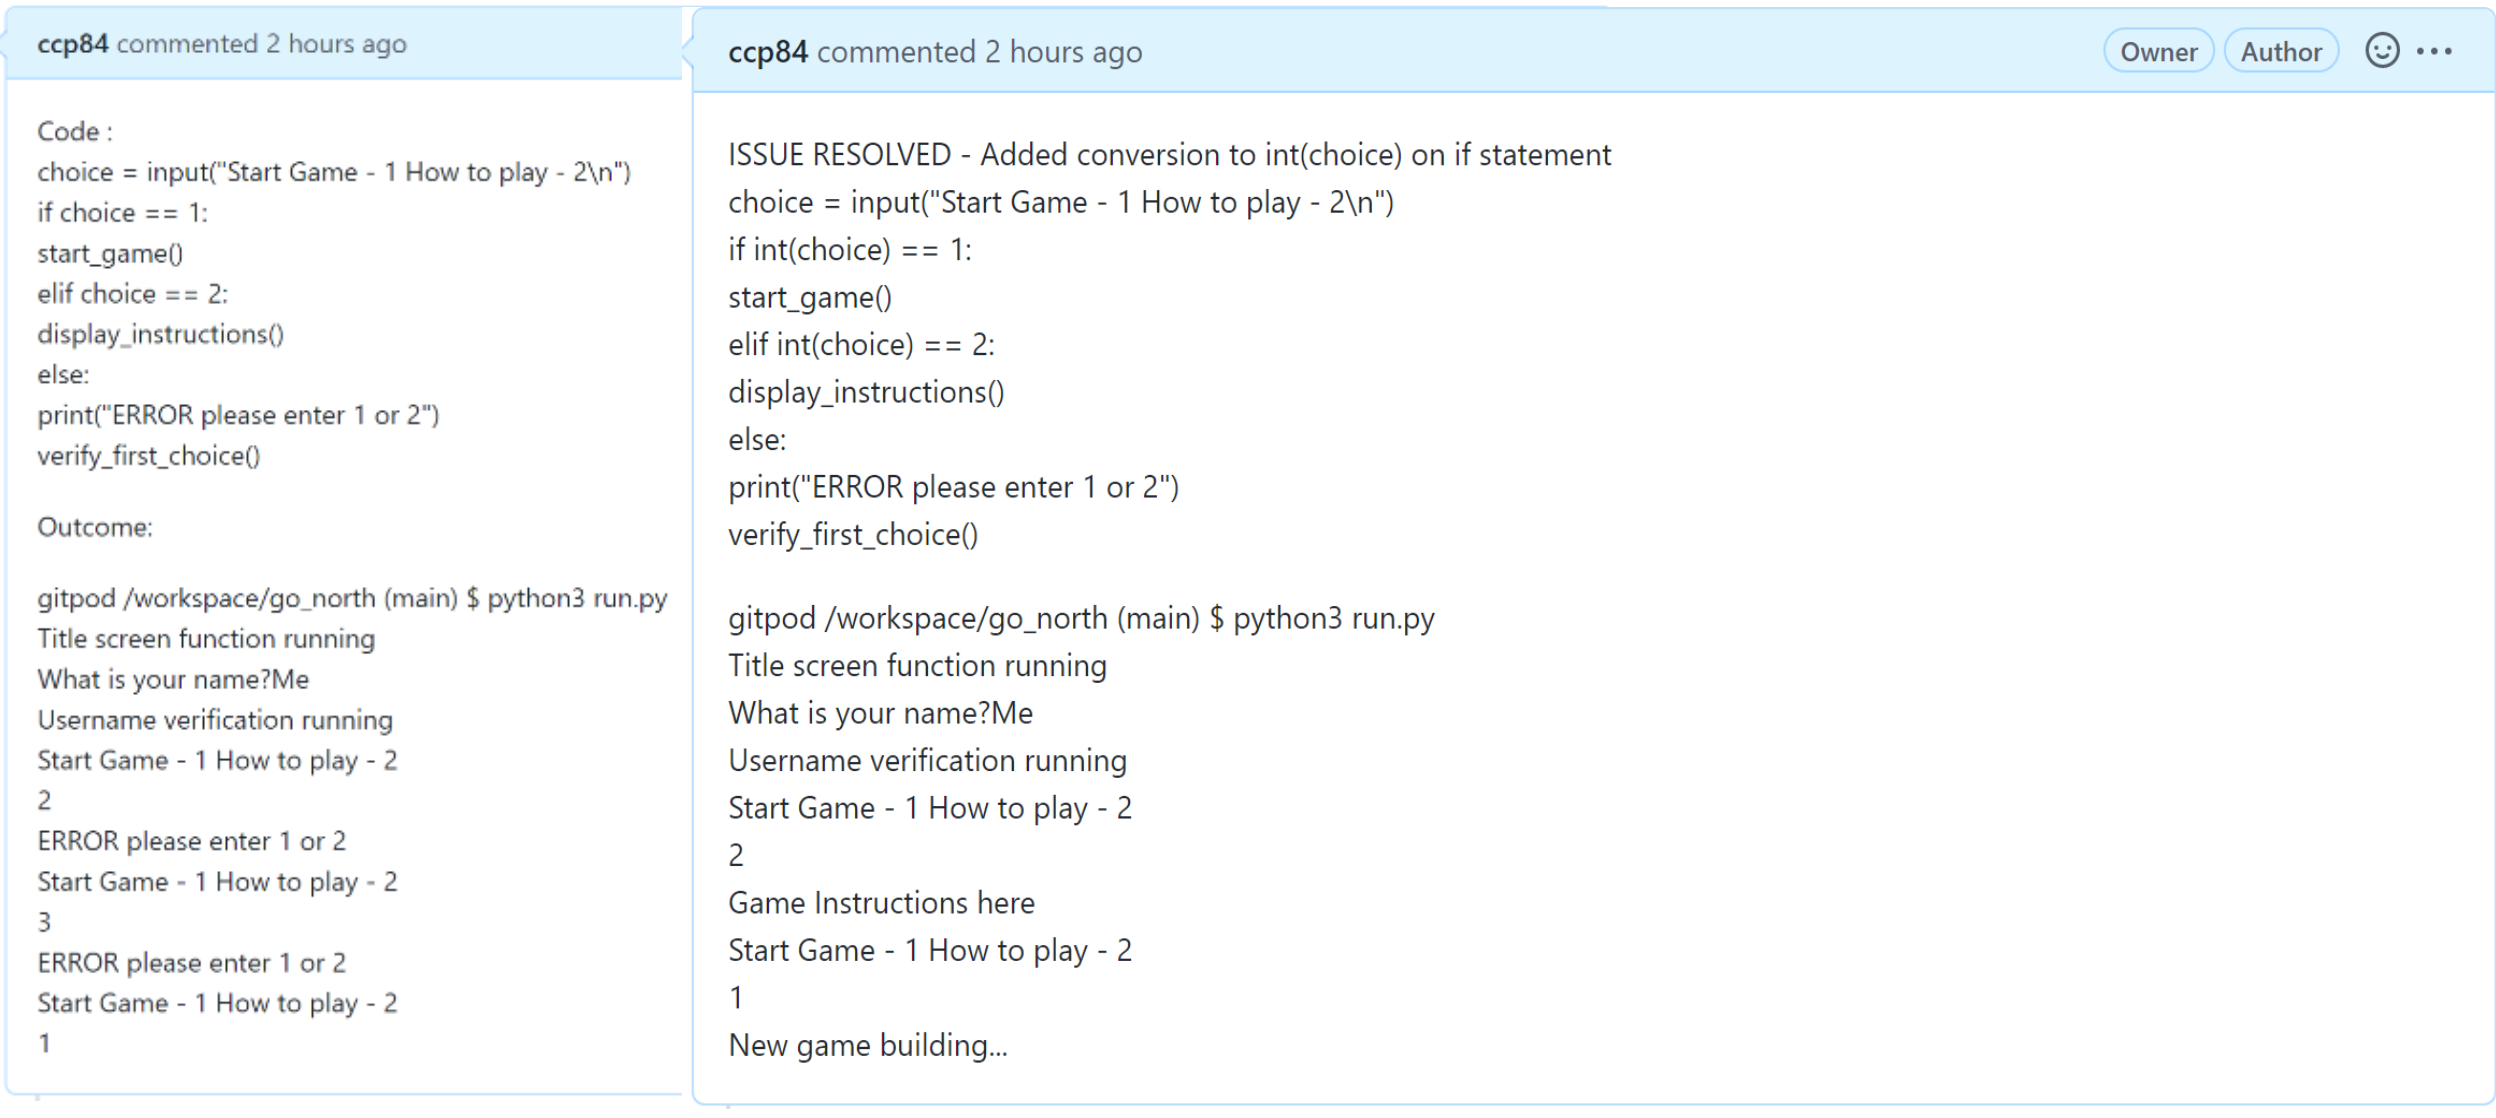 ccp84 commented 2 hours ago
Code :
choice = input("Start Game - 1 How to play - 2\n")
if choice == 1:
start_game()
elif choice == 2:
display_instructions()
else:
print("ERROR please enter 1 or 2")
verify_first_choice()
Outcome:
gitpod /workspace/go_north (main) $ python3 run.py
Title screen function running
What is your name?Me
Username verification running
Start Game - 1 How to play - 2
2
ERROR please enter 1 or 2
Start Game - 1 How to play - 2
3
ERROR please enter 1 or 2
Start Game - 1 How to play - 2
1
ccp84 commented 2 hours ago
Owner
Author
ISSUE RESOLVED - Added conversion to int(choice) on if statement
choice = input("Start Game - 1 How to play - 2\n")
if int(choice) == 1:
start_game()
elif int(choice) == 2:
display_instructions()
else:
print("ERROR please enter 1 or 2")
verify_first_choice()
gitpod /workspace/go_north (main) $ python3 run.py
Title screen function running
What is your name?Me
Username verification running
Start Game - 1 How to play - 2
2
Game Instructions here
Start Game - 1 How to play - 2
1
New game building...